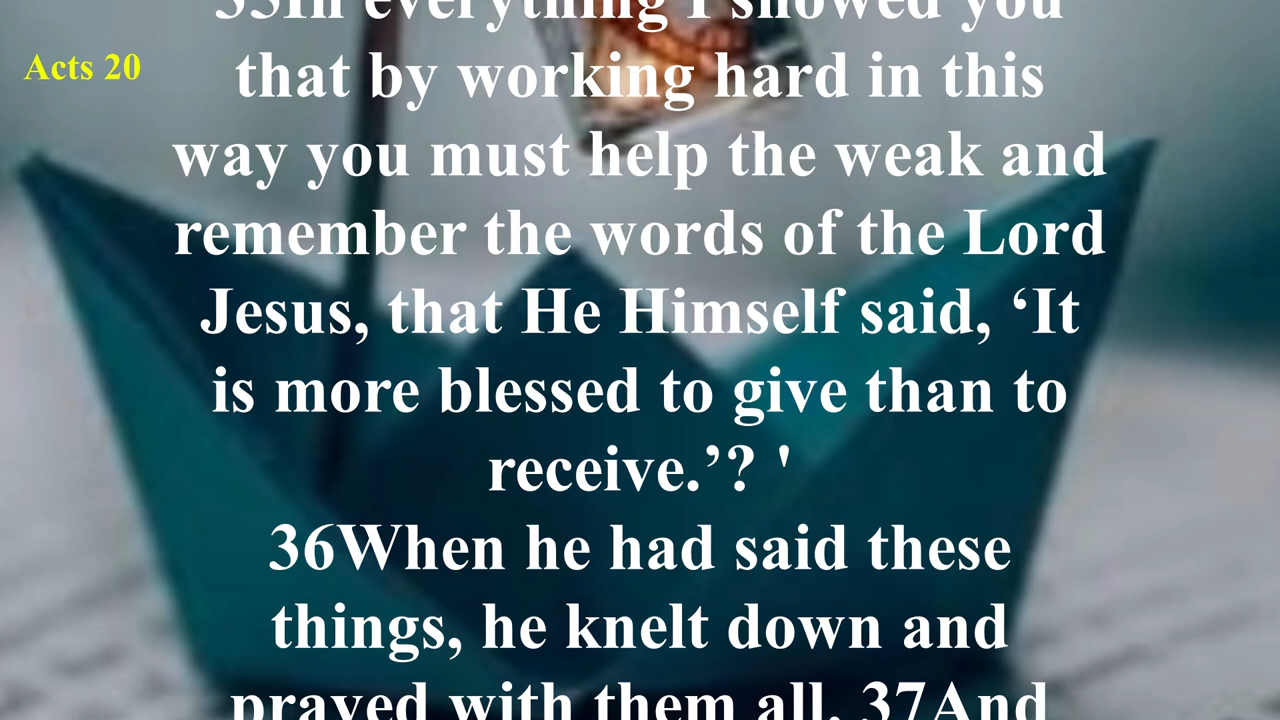 35In everything I showed you
Acts 20
that by working hard in this
way you must help the weak and
remember the words of the Lord
Jesus, that He Himself said, ‘It
is more blessed to give than to
receive.’? '
36When he had said these
things, he knelt down and
prayed with them all. 37And